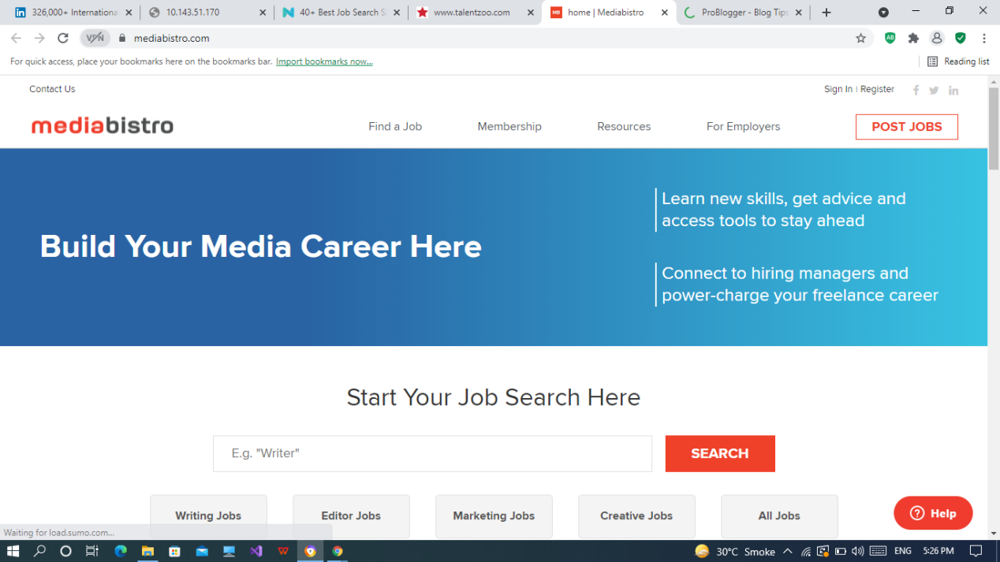 326,000+ Internationa
10.143.51.170
40+ Best Job Search S
www.talentzoo.com
home | Mediabistro
ProBlogger - Blog Tips
VPN
mediabistro.com
For quick access, place your bookmarks here on the bookmarks bar. Import bookmarks now...
Reading list
Contact Us
Sign In | Register
mediabistro
Find a Job
Membership
Resources
For Employers
POST JOBS
Learn new skills, get advice and
access tools to stay ahead
Build Your Media Career Here
Connect to hiring managers and
power-charge your freelance career
Start Your Job Search Here
E.g. "Writer"
SEARCH
Writing Jobs
Editor Jobs
Marketing Jobs
Creative Jobs
All Jobs
Help
Waiting for load.sumo.com...
30°C Smoke
ENG
5:26 PM